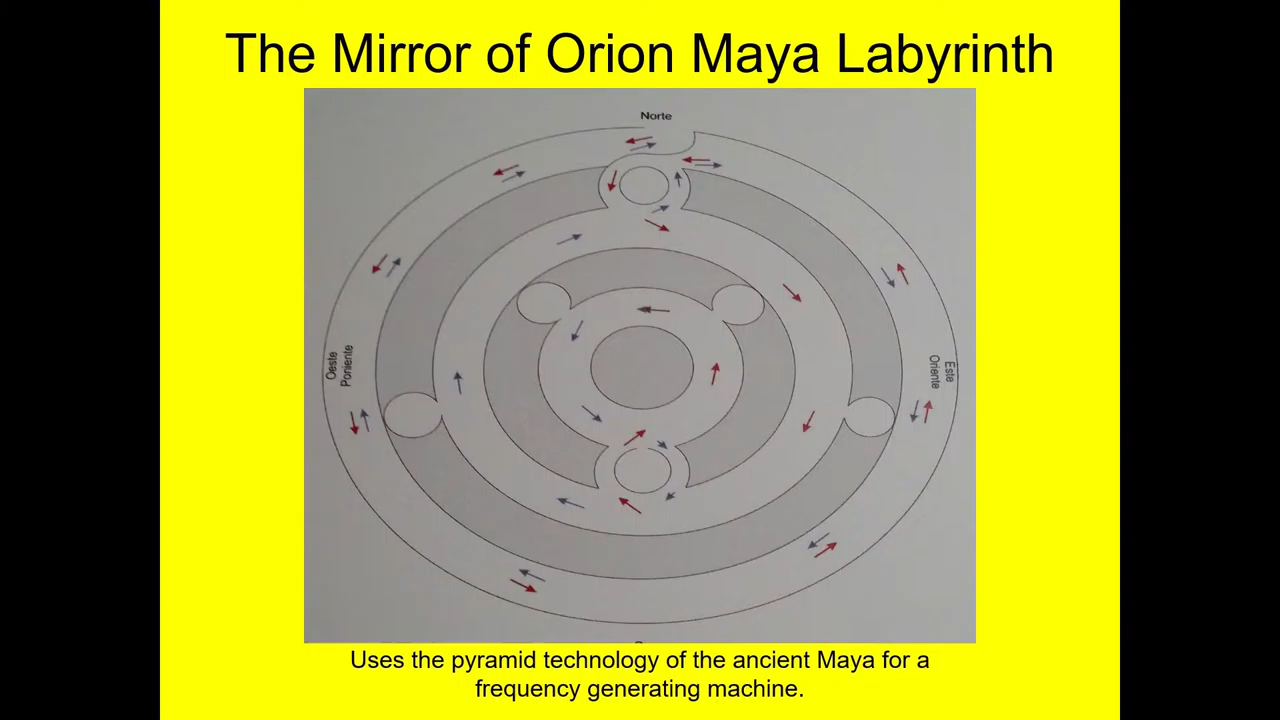 The Mirror of Orion Maya Labyrinth
Norte
Oeste
Poniente
Este
Oriente
Uses the pyramid technology of the ancient Maya for a
frequency generating machine.